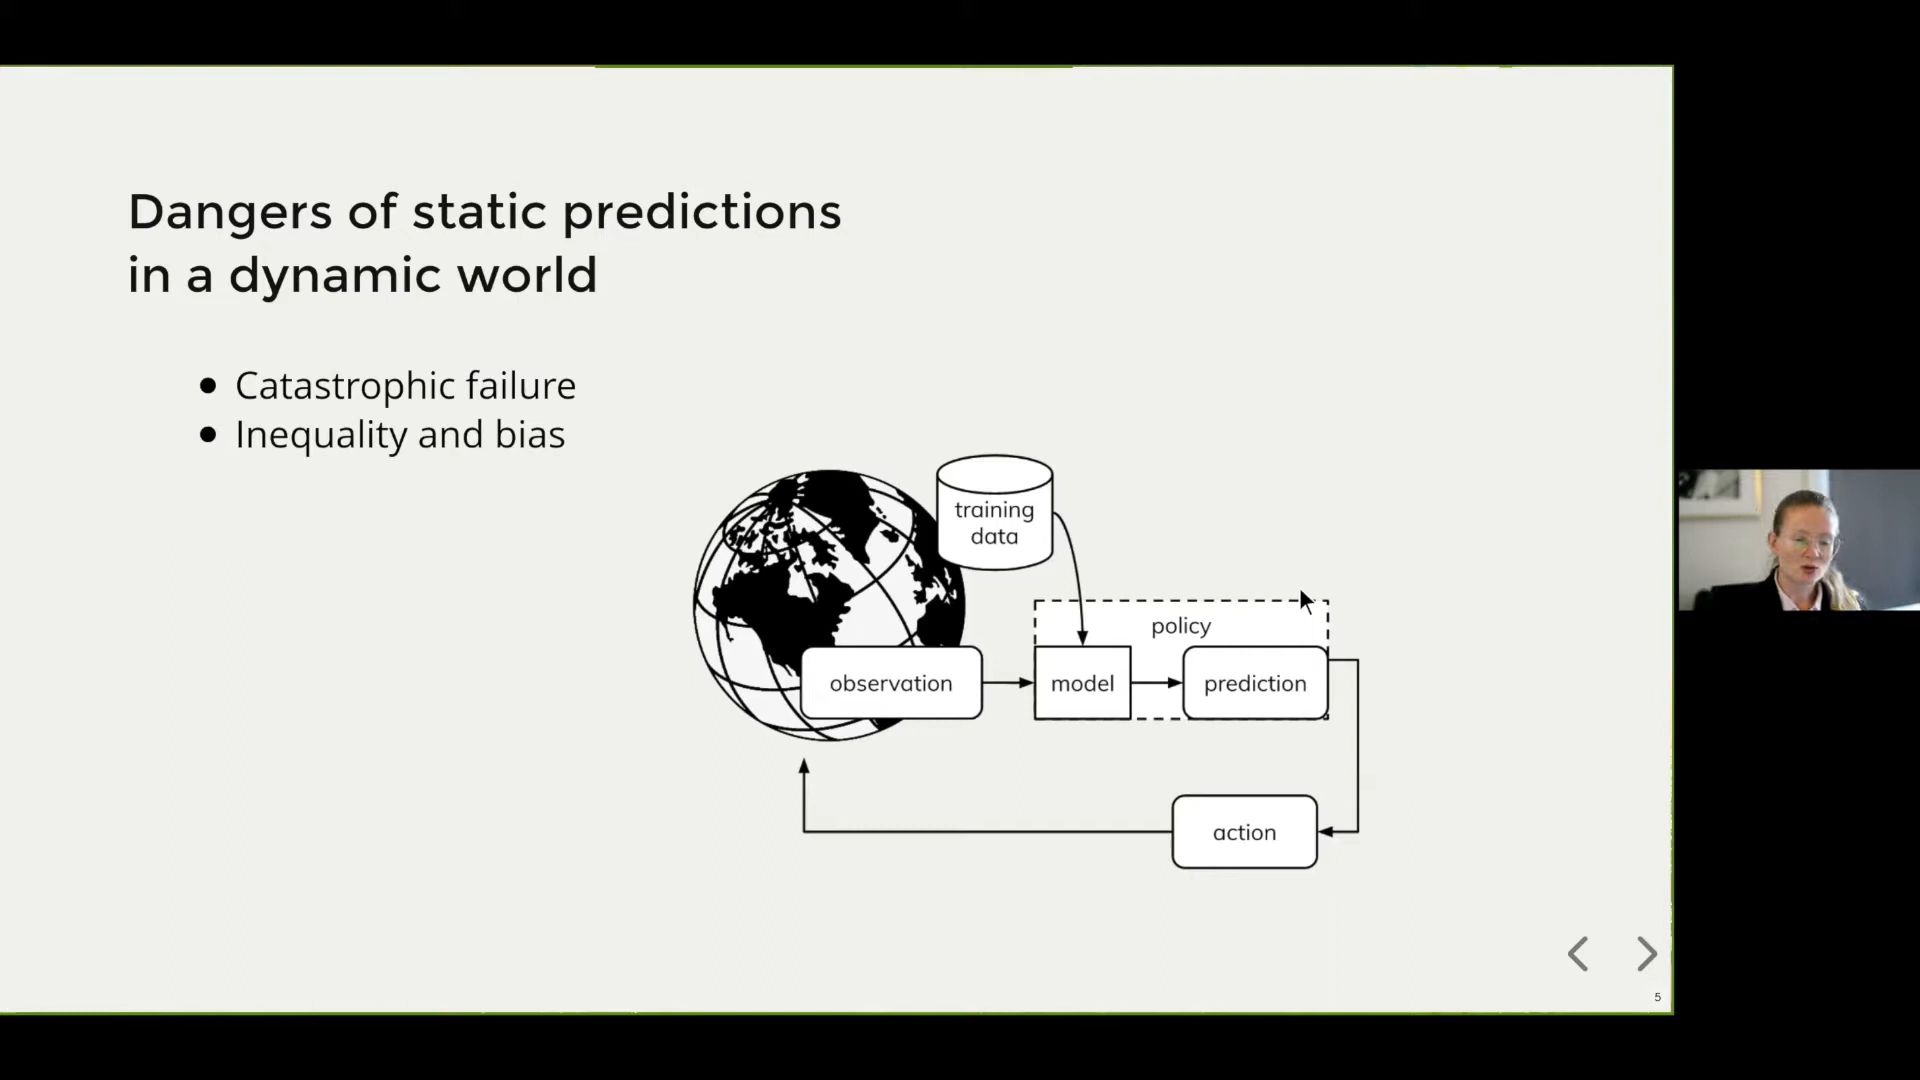 Dangers of static predictions
in a dynamic world
Catastrophic failure
Inequality and bias
training
data
policy
observation
model
prediction
action
5